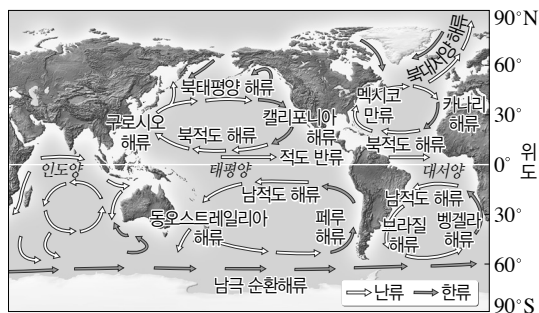 90°N
북대서양 해류
60°
북태평양 해류
멕시코
만류
카나리
해류
30°
구로시오
해류
캘리포니아
해류
북적도 해류
북적도 해류
적도 반류
0°
위도
인도양
태평양
대서양
남적도 해류
남적도 해류
30°
동오스트레일리아
해류
페루
해류
브라질
해류
벵겔라
해류
60°
남극 순환해류
난류
한류
90°S